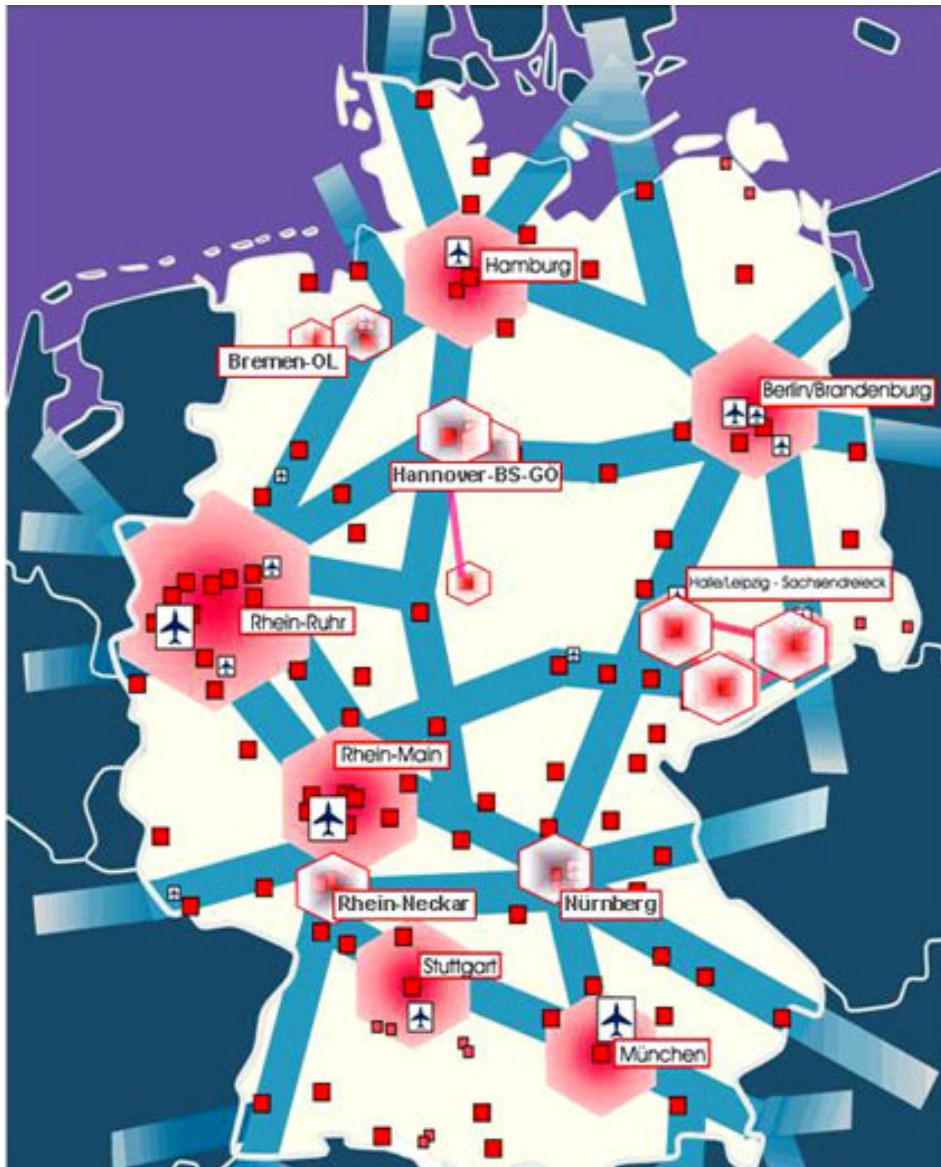 Hamburg
Bremen-OL
Berlin/Brandenburg
Hannover-BS-GÖ
Halle/Leipzig - Sachsendreieck
Rhein-Ruhr
Rhein-Main
Rhein-Neckar
Nürnberg
Stuttgart
München